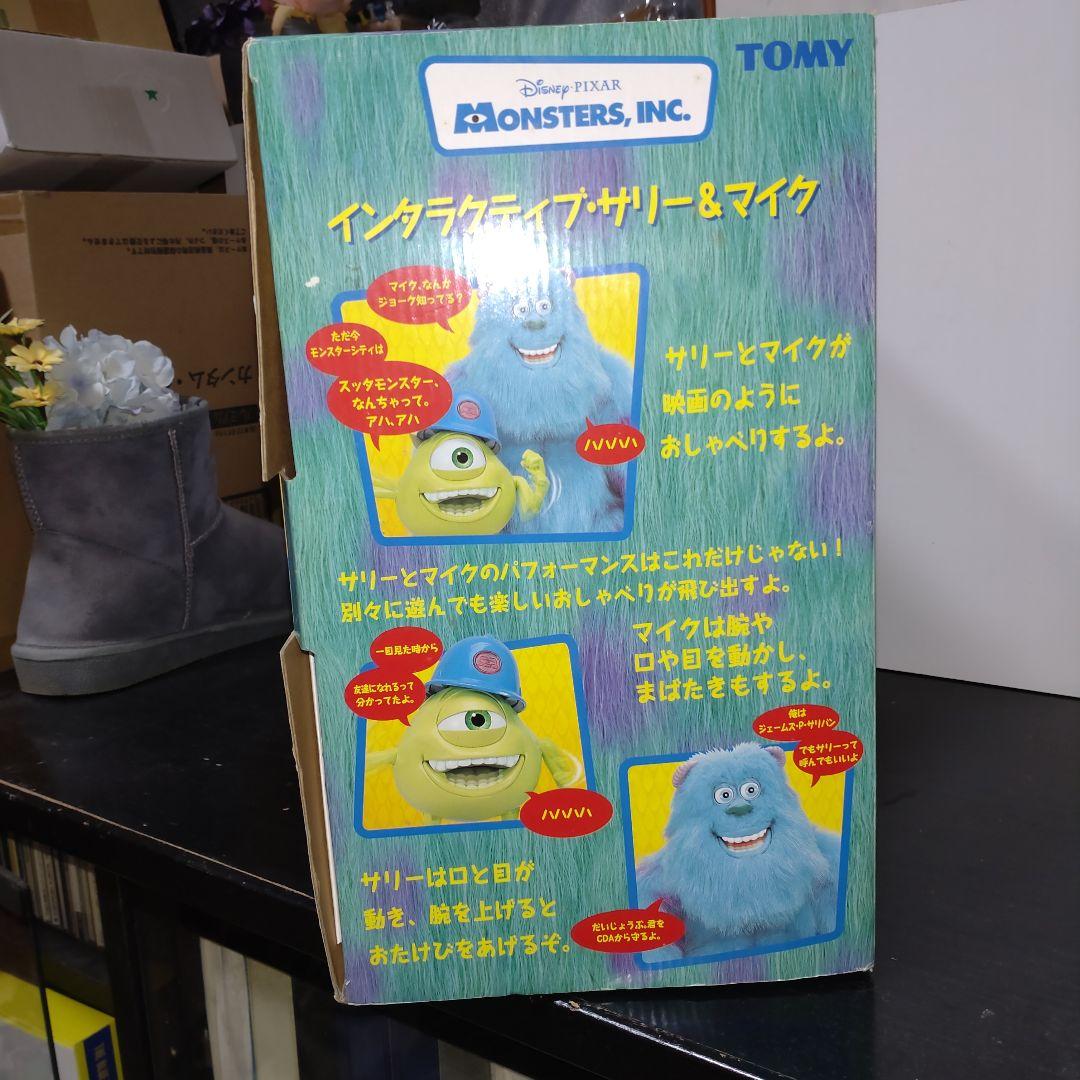 TOMY
Disney·PIXAR
MONSTERS, INC.
インタラクティブ・サリー&マイク
マイク、なんか
ジョーク知ってる?
ただ今
モンスターシティは
スッタモンスター、
なんちゃって。
アハ、アハ
ハハハハ
サリーとマイクが
映画のように
おしゃべりするよ。
サリーとマイクのパフォーマンスはこれだけじゃない!
別々に遊んでも楽しいおしゃべりが飛び出すよ。
一目見た時から
友達になれるって
分かってたよ。
ハハハハ
マイクは腕や
口や目を動かし、
まばたきもするよ。
俺は
ジェームズ・P・サリバン
でもサリーって
呼んでもいいよ
サリーは口と目が
動き、腕を上げると
おたけびをあげるぞ。
だいじょうぶ。君を
CDAから守るよ。